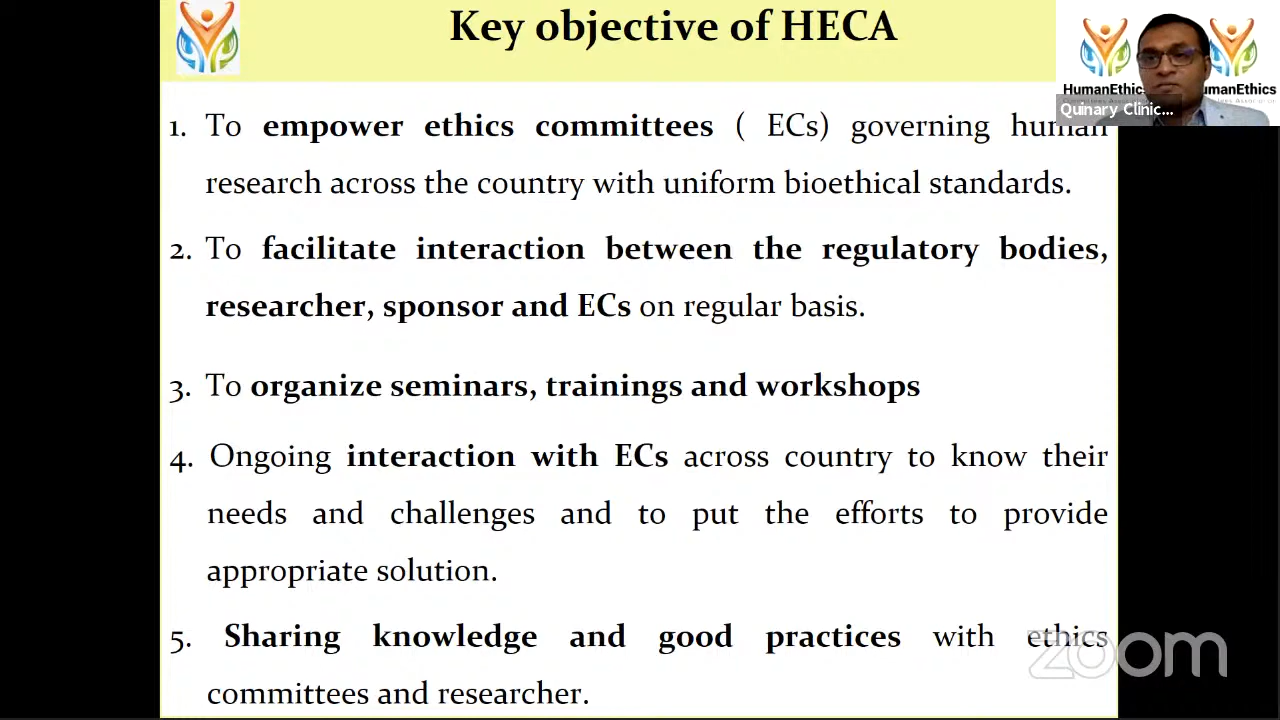 Key objective of HECA
HumanEthics
umanEthics
Quinary Clinic...
1. To empower ethics committees ( ECs) governing human
research across the country with uniform bioethical standards.
2. To facilitate interaction between the regulatory bodies,
researcher, sponsor and ECs on regular basis.
3. To organize seminars, trainings and workshops
4. Ongoing interaction with ECs across country to know their
needs and challenges and to put the efforts to provide
appropriate solution.
5. Sharing knowledge and good practices with ethics
committees and researcher.
zoom